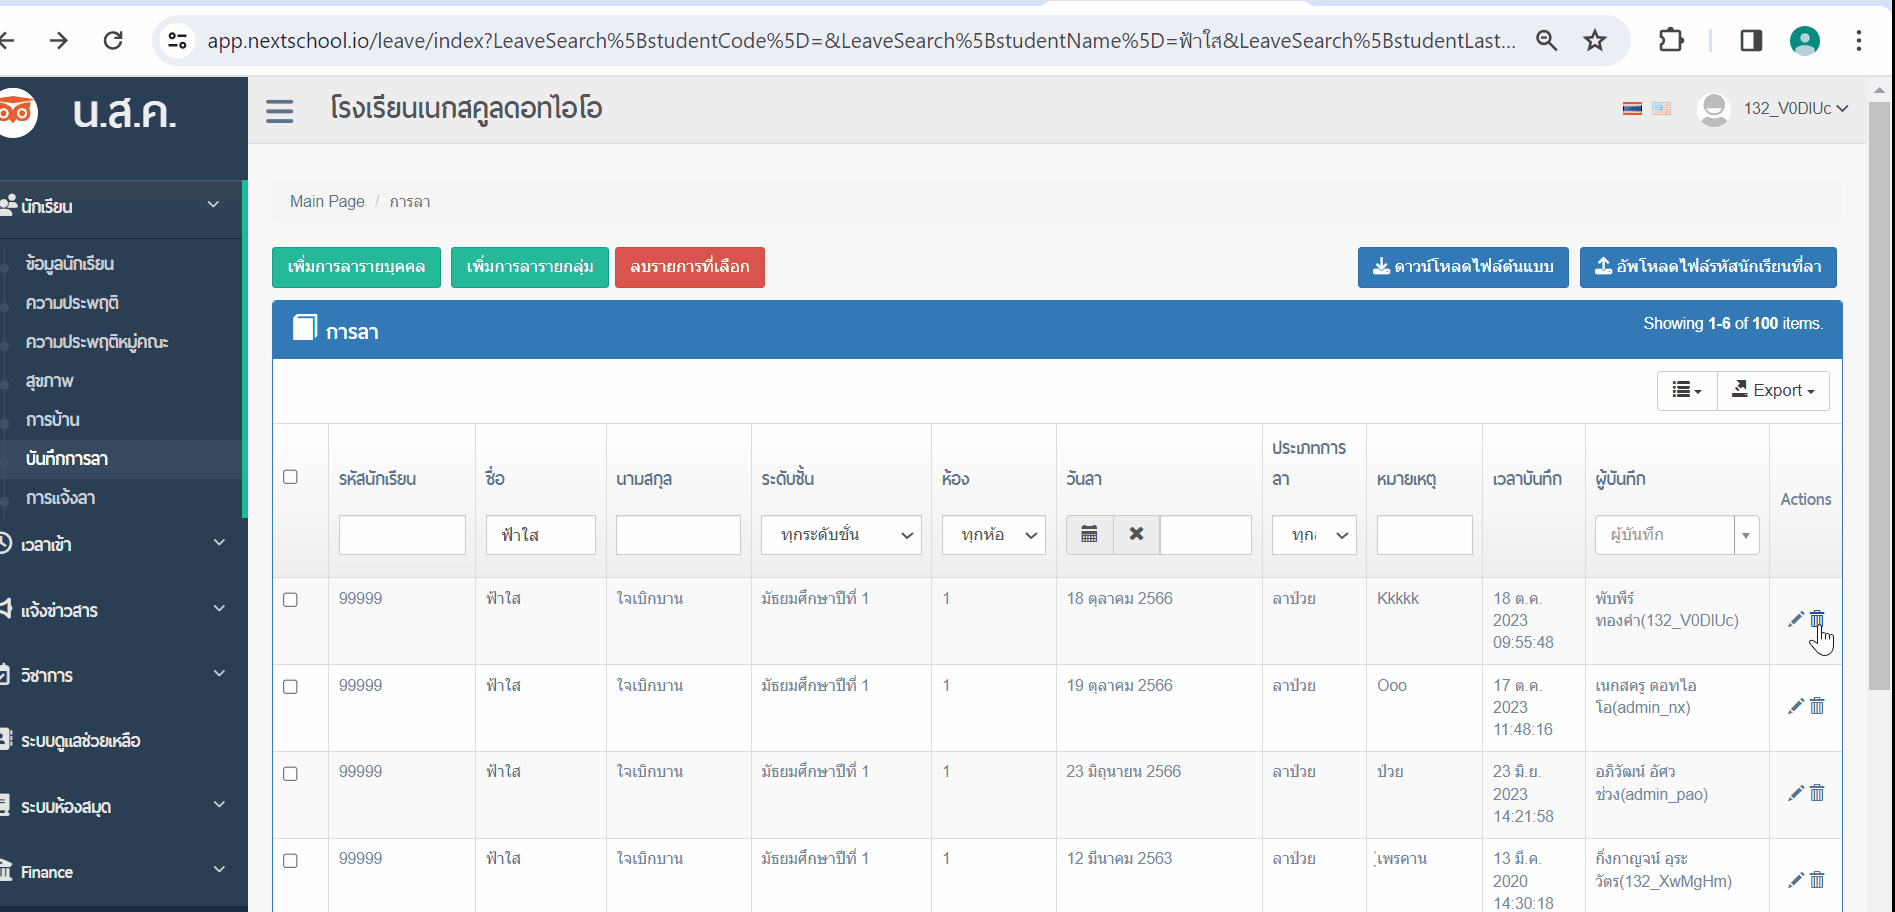 app.nextschool.io/leave/index?LeaveSearch%5BstudentCode%5D=&LeaveSearch%5BstudentName%5D=ฟ้าใส&LeaveSearch%5BstudentLast...
น.ส.ค.
โรงเรียนเนกสคูลดอทไอโอ
132_V0DlUc
นักเรียน
ข้อมูลนักเรียน
ความประพฤติ
ความประพฤติหมู่คณะ
สุขภาพ
การบ้าน
บันทึกการลา
การแจ้งลา
เวลาเข้า
แจ้งข่าวสาร
วิชาการ
ระบบดูแลช่วยเหลือ
ระบบห้องสมุด
Finance
Main Page / การลา
เพิ่มการลารายบุคคล เพิ่มการลารายกลุ่ม ลบรายการที่เลือก ดาวน์โหลดไฟล์ต้นแบบ อัพโหลดไฟล์รหัสนักเรียนที่ลา
การลา Showing 1-6 of 100 items.
Export
รหัสนักเรียน ชื่อ นามสกุล ระดับชั้น ห้อง วันลา ประเภทการ
ลา หมายเหตุ เวลาบันทึก ผู้บันทึก Actions
ฟ้าใส ทุกระดับชั้น ทุกห้อ ทุก ผู้บันทึก
99999 ฟ้าใส ใจเบิกบาน มัธยมศึกษาปีที่ 1 1 18 ตุลาคม 2566 ลาป่วย Kkkkk 18 ต.ค. พับพีร์
2023 ทองคำ(132_V0DlUc)
09:55:48
99999 ฟ้าใส ใจเบิกบาน มัธยมศึกษาปีที่ 1 1 19 ตุลาคม 2566 ลาป่วย Ooo 17 ต.ค. เนกสครู ดอทไอ
2023 โอ(admin_nx)
11:48:16
99999 ฟ้าใส ใจเบิกบาน มัธยมศึกษาปีที่ 1 1 23 มิถุนายน 2566 ลาป่วย ป่วย 23 มิ.ย. อภิวัฒน์ อัศว
2023 ช่วง(admin_pao)
14:21:58
99999 ฟ้าใส ใจเบิกบาน มัธยมศึกษาปีที่ 1 1 12 มีนาคม 2563 ลาป่วย ุ่เพรคาน 13 มี.ค. กิ่งกาญจน์ อุระ
2020 วัตร(132_XwMgHm)
14:30:18